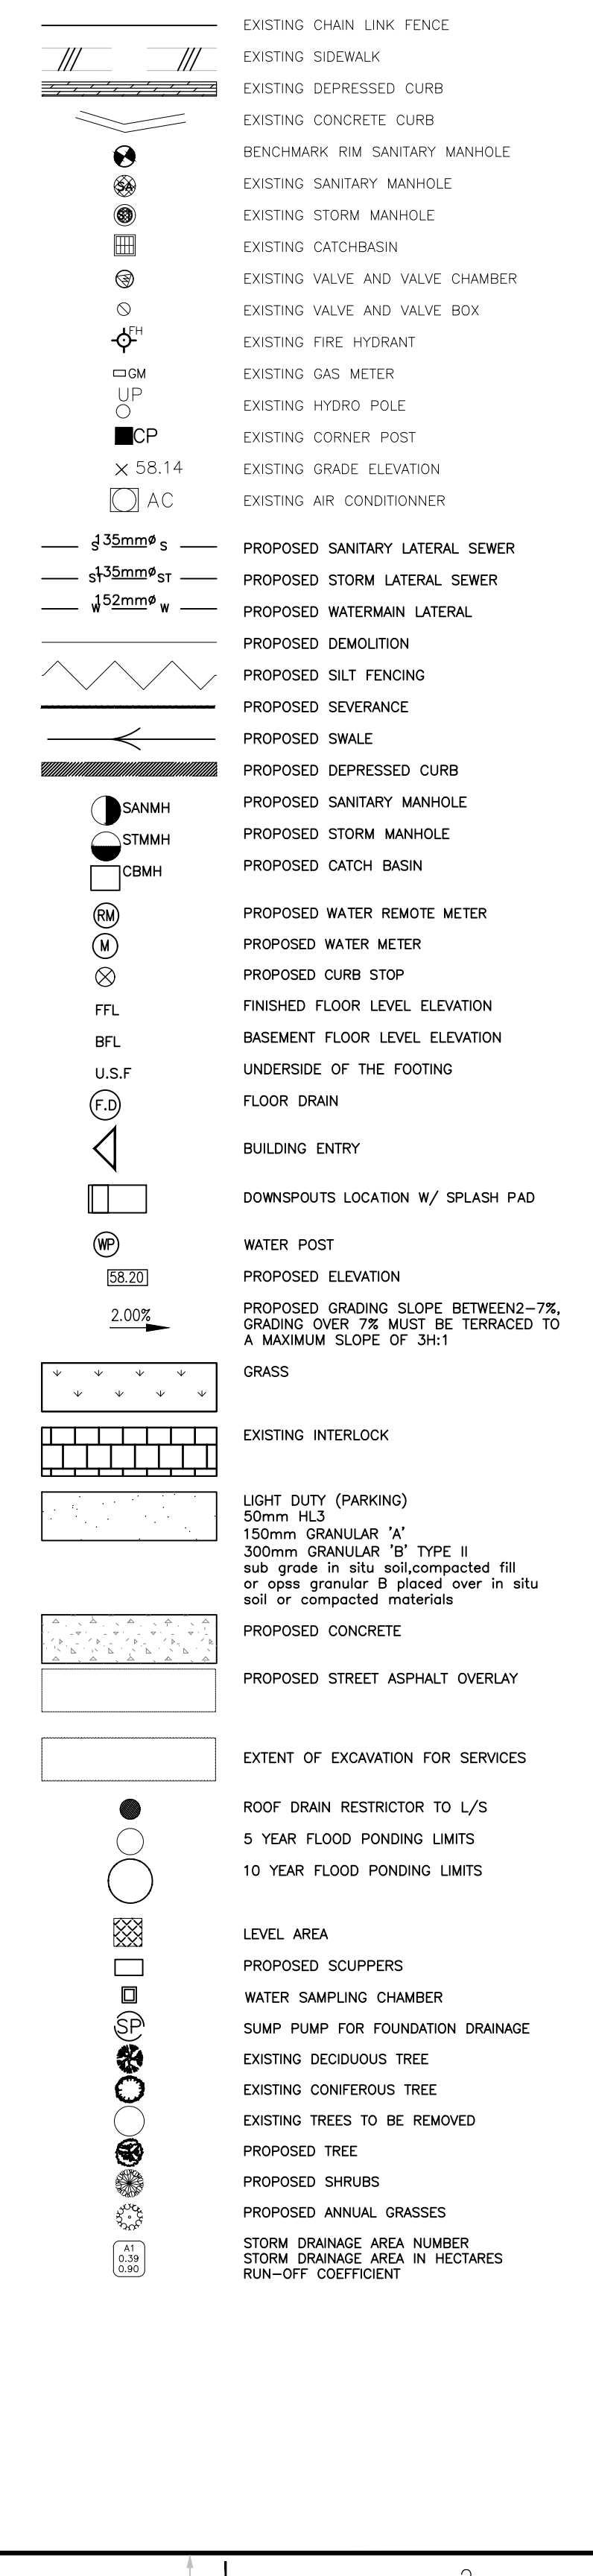 EXISTING CHAIN LINK FENCE
EXISTING SIDEWALK
EXISTING DEPRESSED CURB
EXISTING CONCRETE CURB
BENCHMARK RIM SANITARY MANHOLE
SA EXISTING SANITARY MANHOLE
ST EXISTING STORM MANHOLE
EXISTING CATCHBASIN
EXISTING VALVE AND VALVE CHAMBER
EXISTING VALVE AND VALVE BOX
FH EXISTING FIRE HYDRANT
GM EXISTING GAS METER
UP EXISTING HYDRO POLE
CP EXISTING CORNER POST
× 58.14 EXISTING GRADE ELEVATION
AC EXISTING AIR CONDITIONNER
S 135mmø S PROPOSED SANITARY LATERAL SEWER
ST 135mmø ST PROPOSED STORM LATERAL SEWER
W 152mmø W PROPOSED WATERMAIN LATERAL
PROPOSED DEMOLITION
PROPOSED SILT FENCING
PROPOSED SEVERANCE
PROPOSED SWALE
PROPOSED DEPRESSED CURB
SANMH PROPOSED SANITARY MANHOLE
STMMH PROPOSED STORM MANHOLE
CBMH PROPOSED CATCH BASIN
RM PROPOSED WATER REMOTE METER
M PROPOSED WATER METER
PROPOSED CURB STOP
FFL FINISHED FLOOR LEVEL ELEVATION
BFL BASEMENT FLOOR LEVEL ELEVATION
U.S.F UNDERSIDE OF THE FOOTING
F.D FLOOR DRAIN
BUILDING ENTRY
DOWNSPOUTS LOCATION W/ SPLASH PAD
WP WATER POST
58.20 PROPOSED ELEVATION
2.00% PROPOSED GRADING SLOPE BETWEEN2-7%,
GRADING OVER 7% MUST BE TERRACED TO
A MAXIMUM SLOPE OF 3H:1
GRASS
EXISTING INTERLOCK
LIGHT DUTY (PARKING)
50mm HL3
150mm GRANULAR 'A'
300mm GRANULAR 'B' TYPE II
sub grade in situ soil,compacted fill
or opss granular B placed over in situ
soil or compacted materials
PROPOSED CONCRETE
PROPOSED STREET ASPHALT OVERLAY
EXTENT OF EXCAVATION FOR SERVICES
ROOF DRAIN RESTRICTOR TO L/S
5 YEAR FLOOD PONDING LIMITS
10 YEAR FLOOD PONDING LIMITS
LEVEL AREA
PROPOSED SCUPPERS
WATER SAMPLING CHAMBER
SP SUMP PUMP FOR FOUNDATION DRAINAGE
EXISTING DECIDUOUS TREE
EXISTING CONIFEROUS TREE
EXISTING TREES TO BE REMOVED
PROPOSED TREE
PROPOSED SHRUBS
PROPOSED ANNUAL GRASSES
A1 STORM DRAINAGE AREA NUMBER
0.39 STORM DRAINAGE AREA IN HECTARES
0.90 RUN-OFF COEFFICIENT